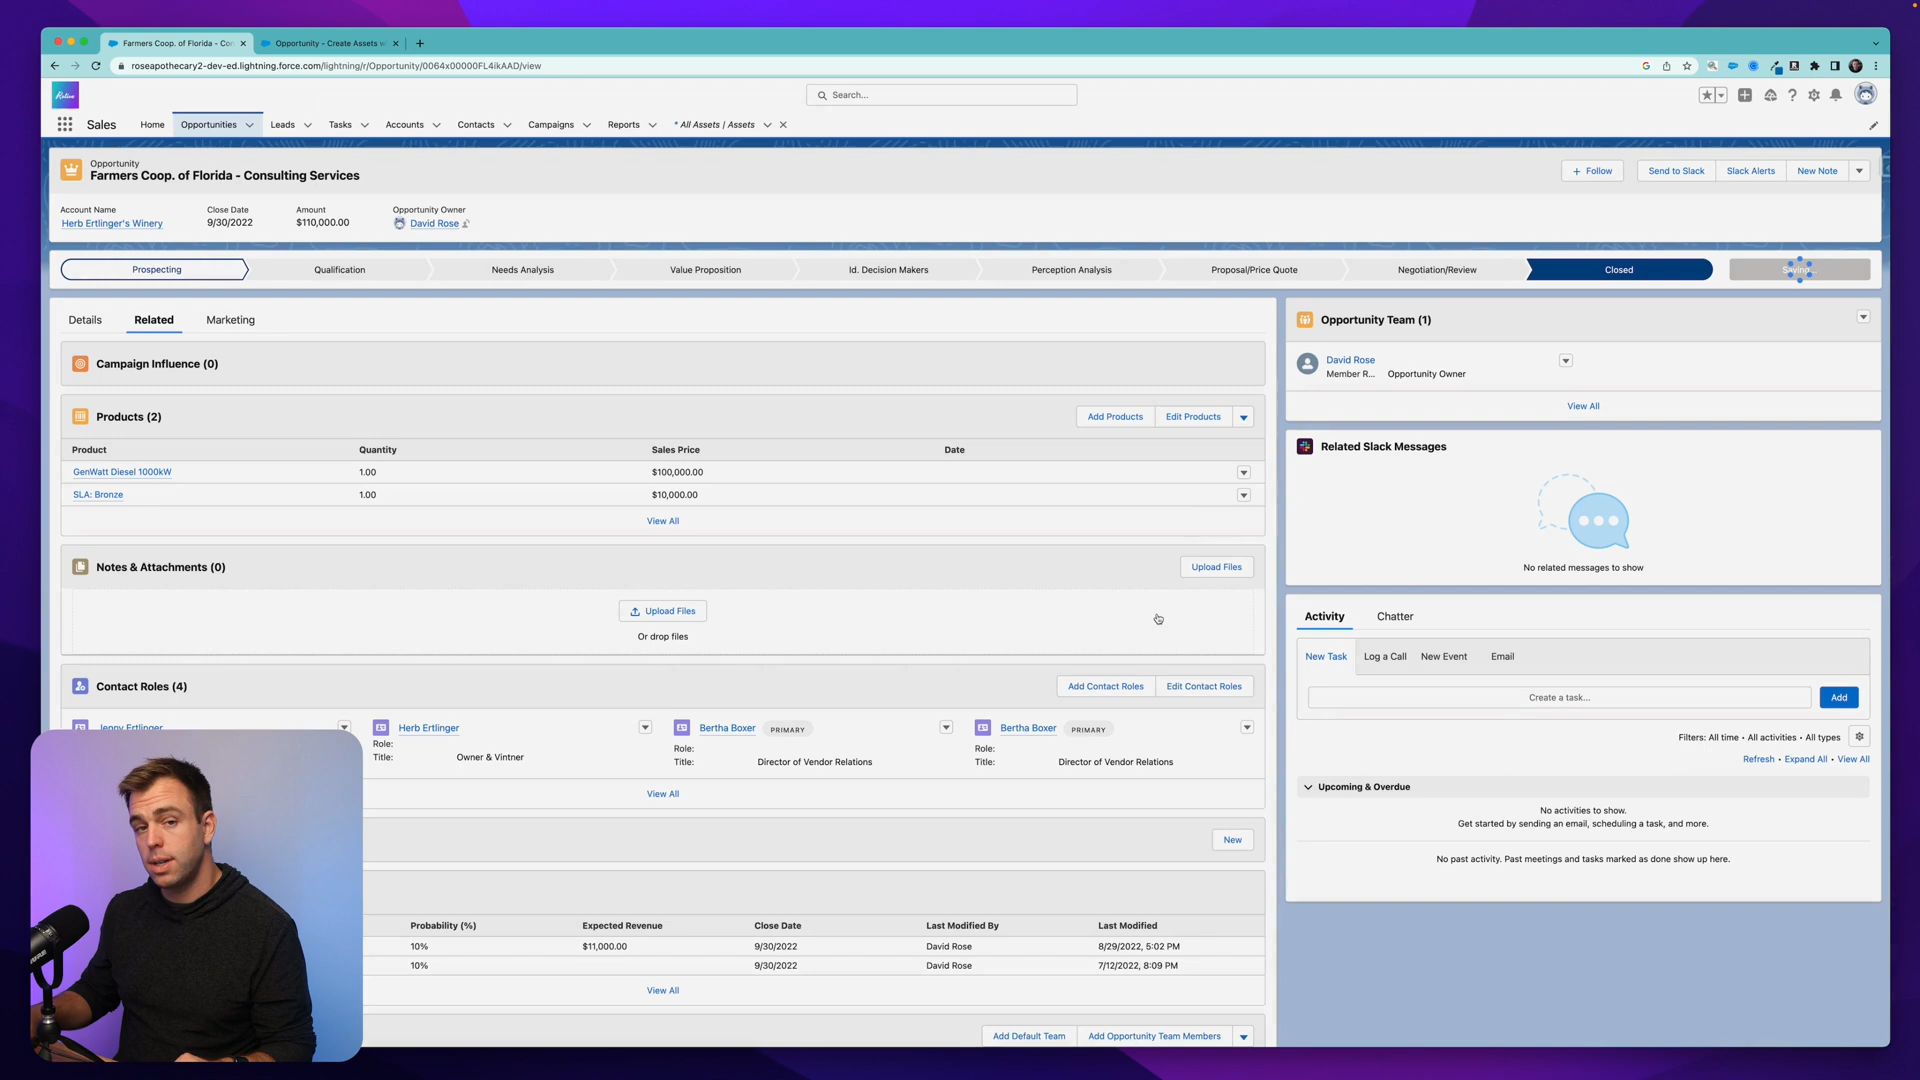 Farmers Coop. of Florida - Con
Opportunity - Create Assets w
roseapothecary2-dev-ed.lightning.force.com/lightning/r/Opportunity/0064x00000FL4ikAAD/view
Relive
Search...
Sales
Home
Opportunities
Leads
Tasks
Accounts
Contacts
Campaigns
Reports
* All Assets | Assets
Opportunity
Farmers Coop. of Florida - Consulting Services
+ Follow
Send to Slack
Slack Alerts
New Note
Account Name
Close Date
Amount
Opportunity Owner
Herb Ertlinger's Winery
9/30/2022
$110,000.00
David Rose
Prospecting
Qualification
Needs Analysis
Value Proposition
Id. Decision Makers
Perception Analysis
Proposal/Price Quote
Negotiation/Review
Closed
Saving...
Details
Related
Marketing
Campaign Influence (0)
Products (2)
Add Products
Edit Products
Product
Quantity
Sales Price
Date
GenWatt Diesel 1000kW
1.00
$100,000.00
SLA: Bronze
1.00
$10,000.00
View All
Notes & Attachments (0)
Upload Files
Upload Files
Or drop files
Contact Roles (4)
Add Contact Roles
Edit Contact Roles
Jenny Ertlinger
Herb Ertlinger
Role:
Title:
Owner & Vintner
Bertha Boxer
PRIMARY
Role:
Title:
Director of Vendor Relations
Bertha Boxer
PRIMARY
Role:
Title:
Director of Vendor Relations
View All
New
Probability (%)
Expected Revenue
Close Date
Last Modified By
Last Modified
10%
$11,000.00
9/30/2022
David Rose
8/29/2022, 5:02 PM
10%
9/30/2022
David Rose
7/12/2022, 8:09 PM
View All
Add Default Team
Add Opportunity Team Members
Opportunity Team (1)
David Rose
Member R...
Opportunity Owner
View All
Related Slack Messages
No related messages to show
Activity
Chatter
New Task
Log a Call
New Event
Email
Create a task...
Add
Filters: All time • All activities • All types
Refresh • Expand All • View All
Upcoming & Overdue
No activities to show.
Get started by sending an email, scheduling a task, and more.
No past activity. Past meetings and tasks marked as done show up here.